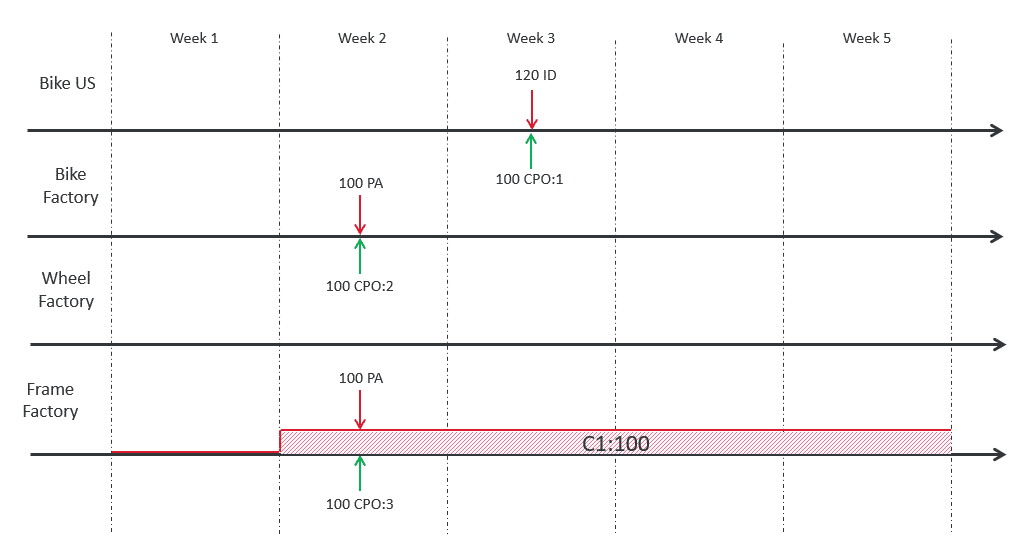 Week 1
Week 2
Week 3
Week 4
Week 5
Bike US
120 ID
100 CPO:1
Bike
Factory
100 PA
100 CPO:2
Wheel
Factory
Frame
Factory
100 PA
C1:100
100 CPO:3